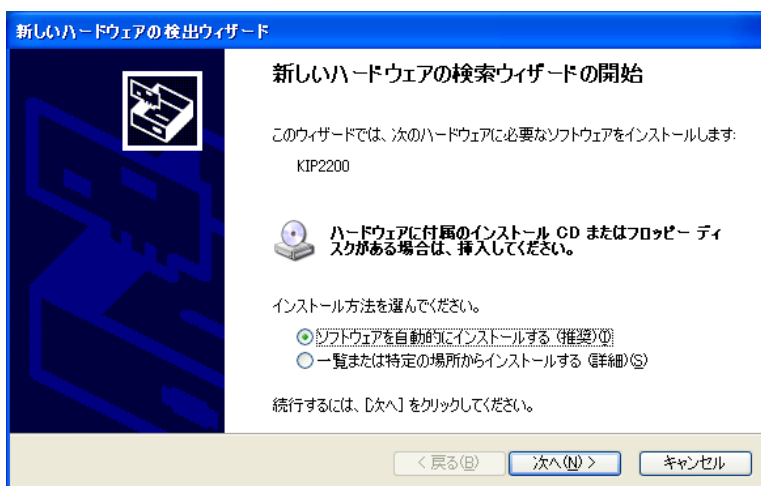 新しいハードウェアの検出ウィザード
新しいハードウェアの検索ウィザードの開始
このウィザードでは、次のハードウェアに必要なソフトウェアをインストールします:
KIP2200
ハードウェアに付属のインストール CD またはフロッピー ディ
スクがある場合は、挿入してください。
インストール方法を選んでください。
ソフトウェアを自動的にインストールする (推奨)(I)
一覧または特定の場所からインストールする (詳細)(S)
続行するには、[次へ] をクリックしてください。
< 戻る(B) 次へ(N) > キャンセル